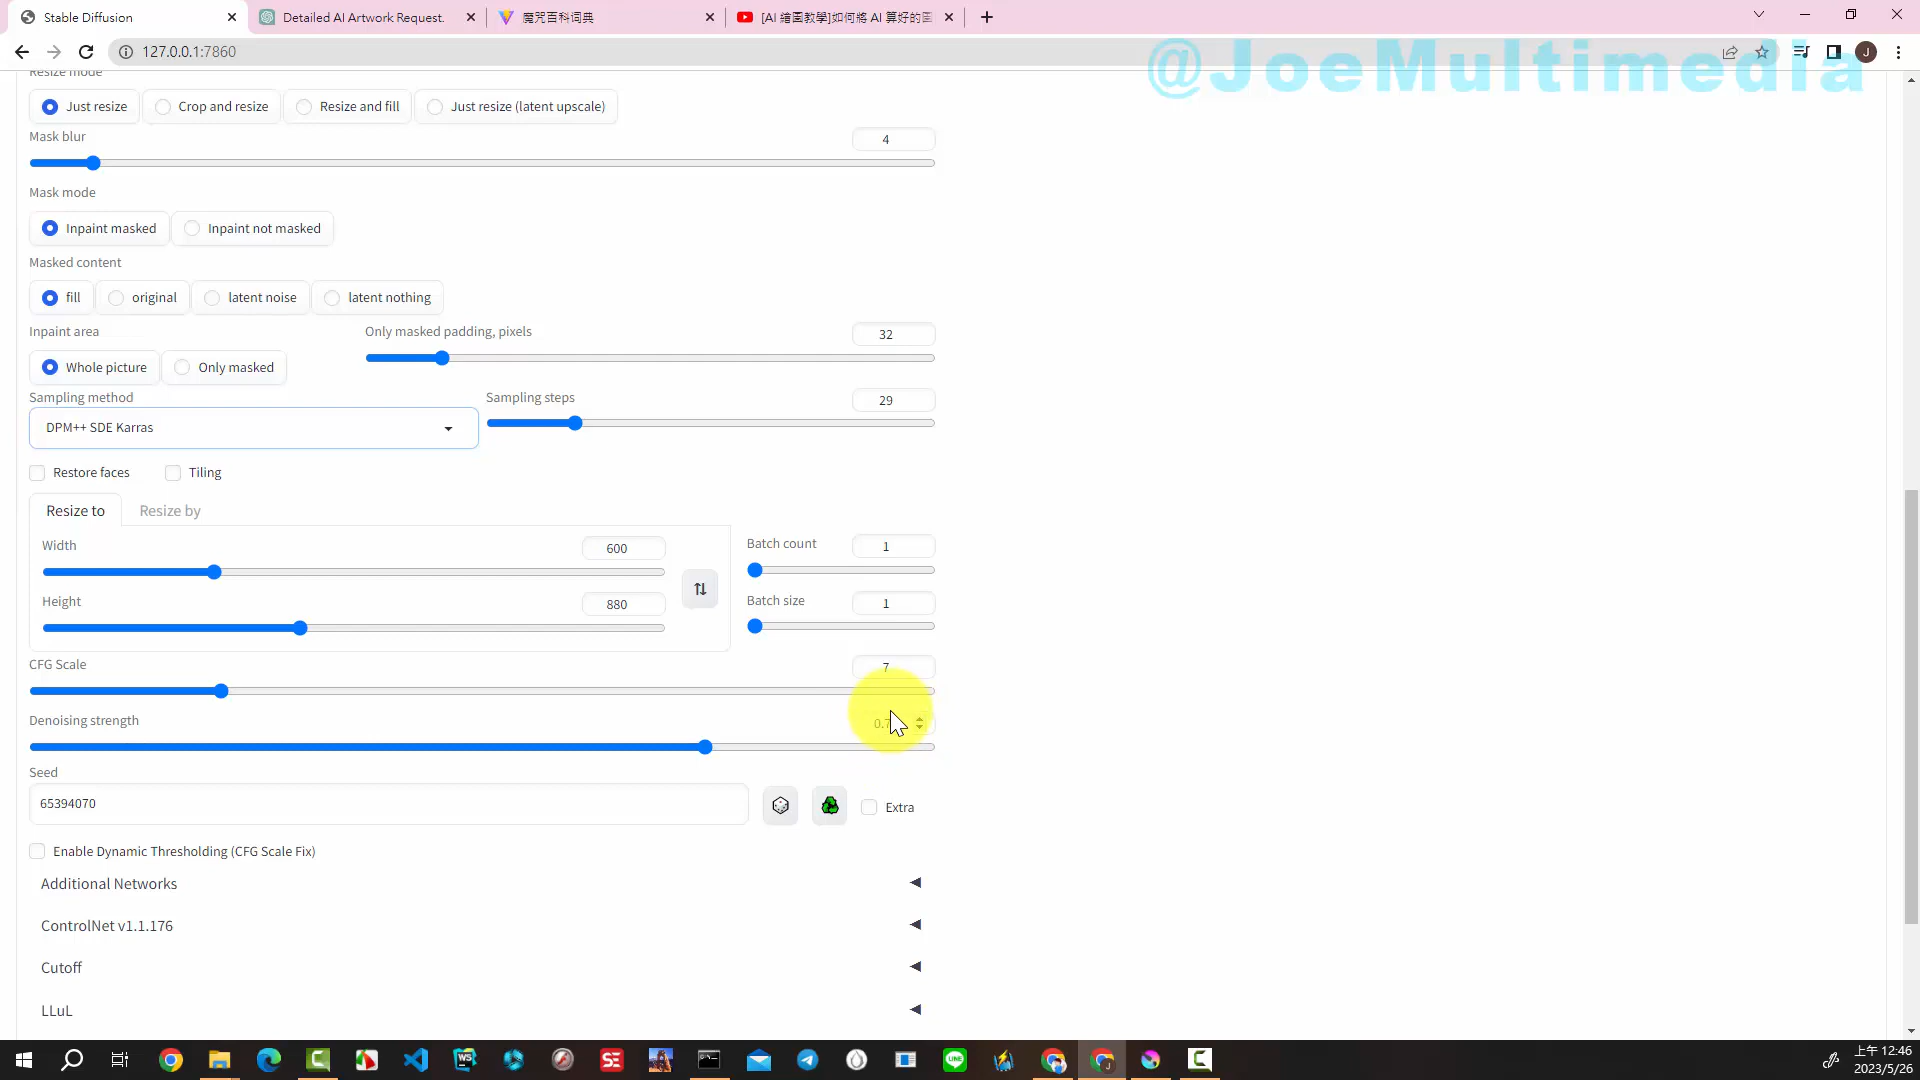 Stable Diffusion
Detailed AI Artwork Request.
魔咒百科词典
[AI 繪圖教學]如何將 AI 算好的
127.0.0.1:7860
@JoeMultimedia
J
Resize mode
Just resize
Crop and resize
Resize and fill
Just resize (latent upscale)
Mask blur
4
Mask mode
Inpaint masked
Inpaint not masked
Masked content
fill
original
latent noise
latent nothing
Inpaint area
Only masked padding, pixels
32
Whole picture
Only masked
Sampling method
Sampling steps
29
DPM++ SDE Karras
Restore faces
Tiling
Resize to
Resize by
Width
600
Batch count
1
Height
880
Batch size
1
CFG Scale
7
Denoising strength
Seed
65394070
Extra
Enable Dynamic Thresholding (CFG Scale Fix)
Additional Networks
ControlNet v1.1.176
Cutoff
LLuL
WS
SE
LINE
J
上午 12:46
2023/5/26